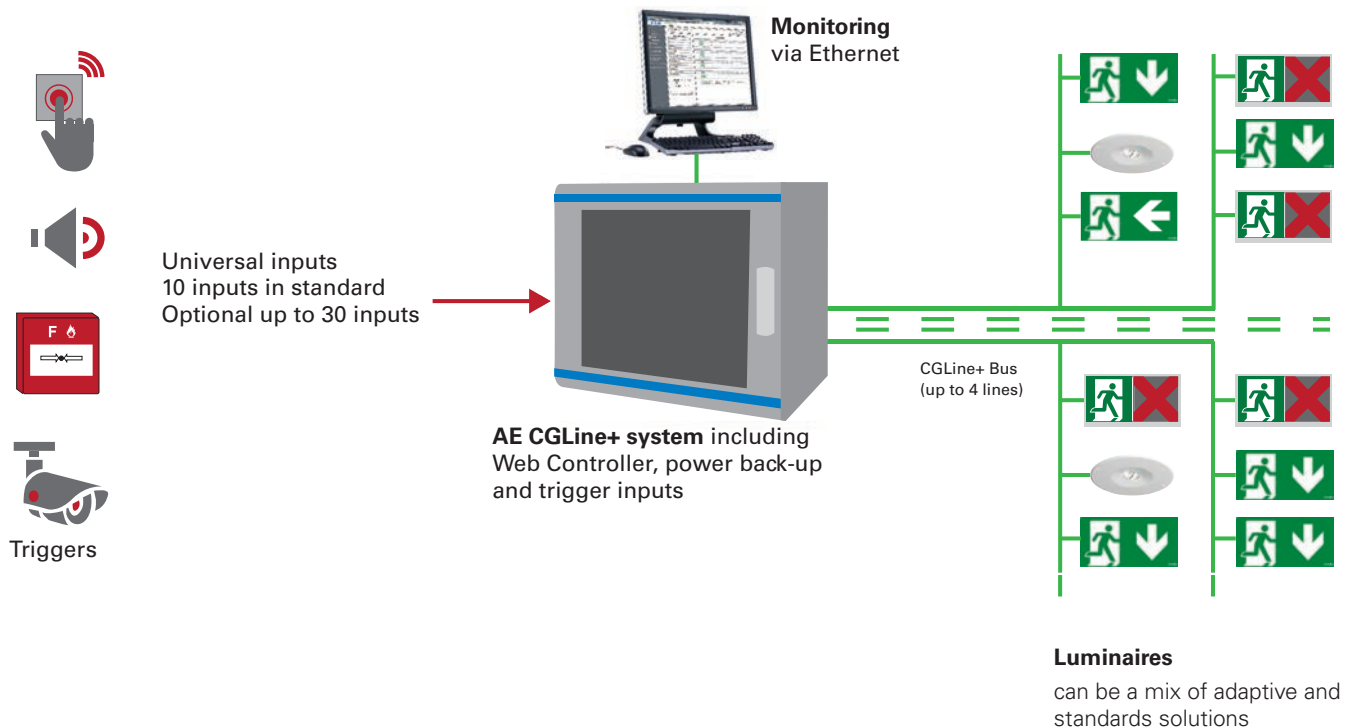 Monitoring
via Ethernet
Universal inputs
10 inputs in standard
Optional up to 30 inputs
F
Triggers
AE CGLine+ system including
Web Controller, power back-up
and trigger inputs
CGLine+ Bus
(up to 4 lines)
Luminaires
can be a mix of adaptive and
standards solutions